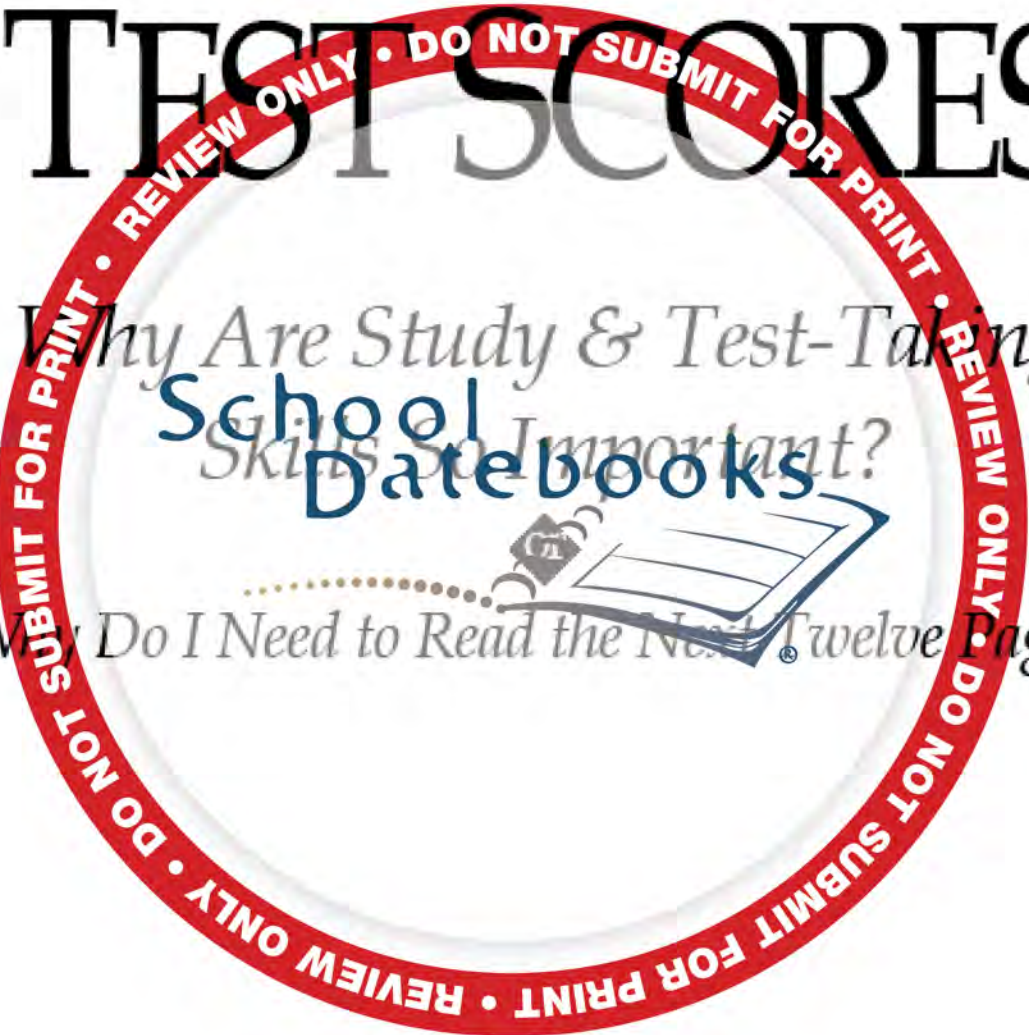 TEST SCORES
Why Are Study & Test-Takin
Skills So Important?
Why Do I Need to Read the Next Twelve Pag
School
Datebooks
®
REVIEW ONLY • DO NOT SUBMIT FOR PRINT • REVIEW ONLY • DO NOT SUBMIT FOR PRINT • REVIEW ONLY • DO NOT SUBMIT FOR PRINT •